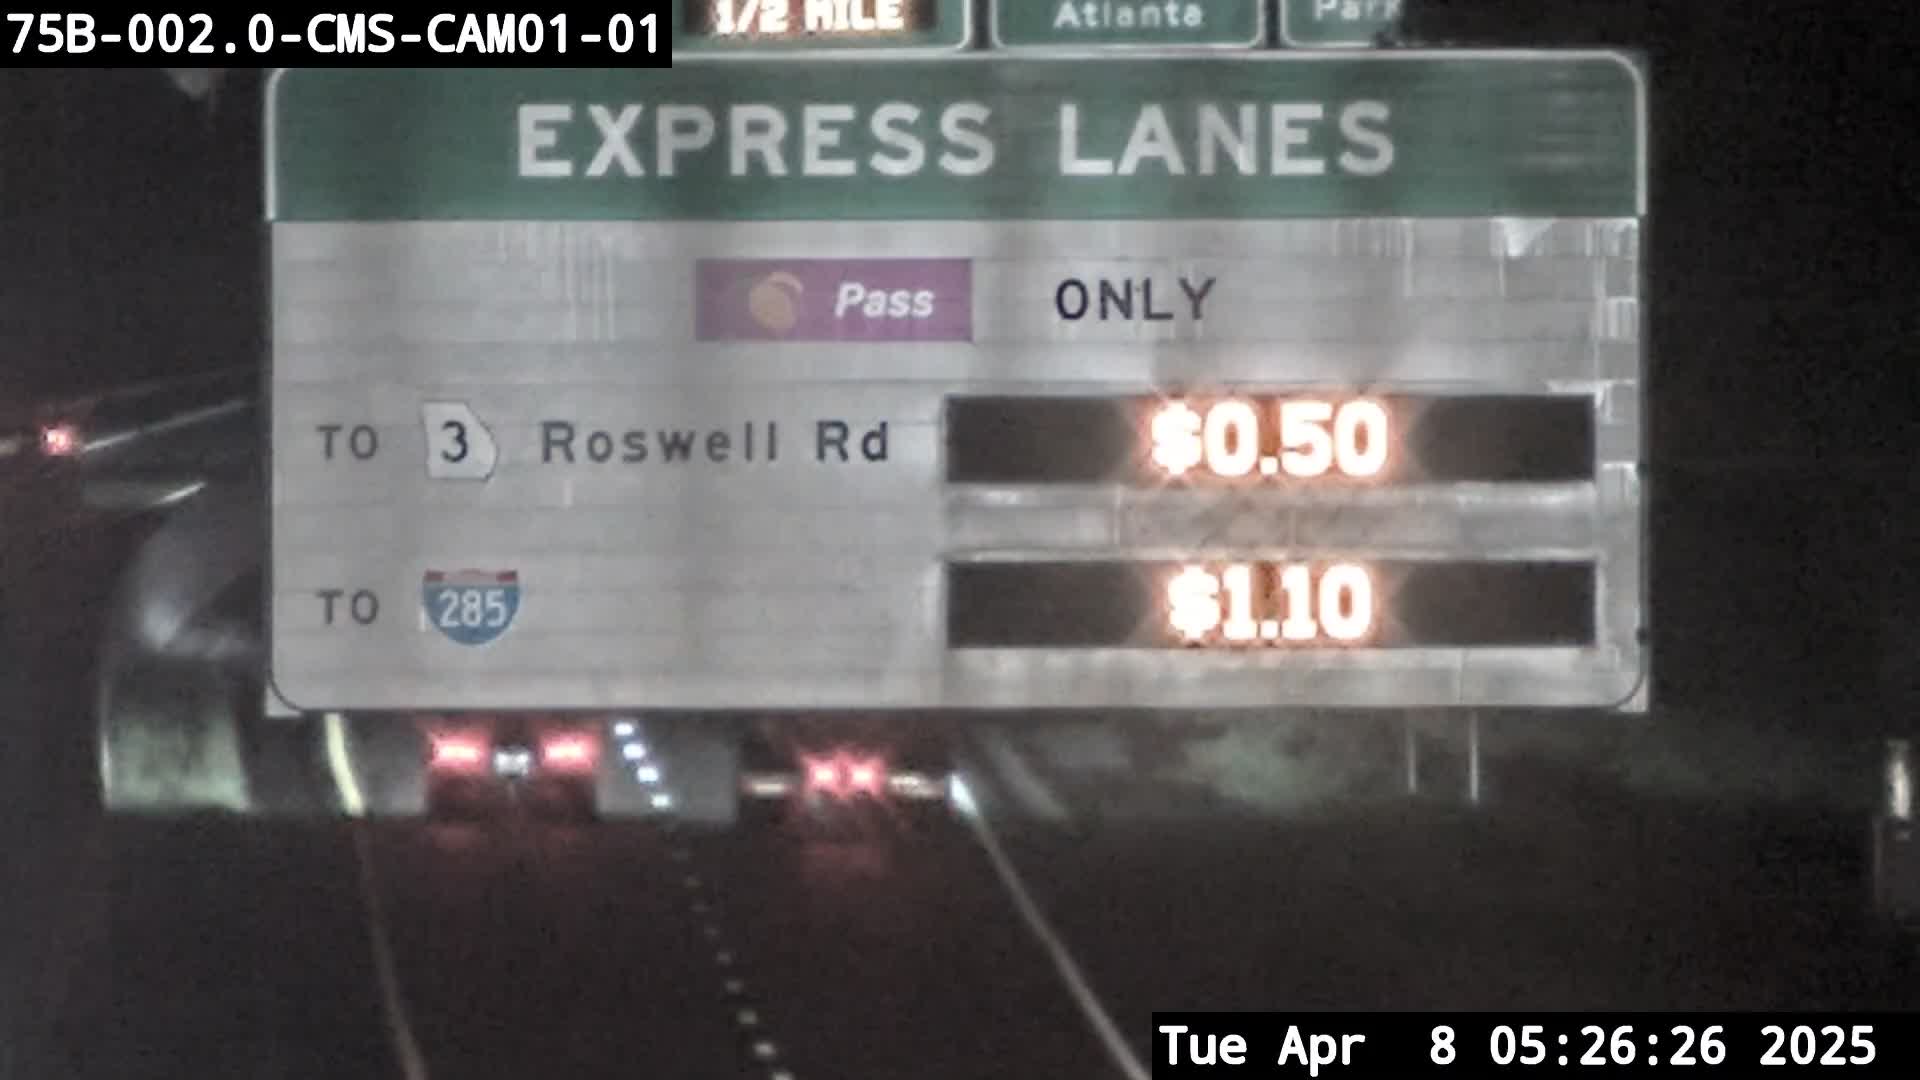 75B-002.0-CMS-CAM01-01
1/2 MILE
Atlanta
Park
EXPRESS LANES
Pass ONLY
TO 3 Roswell Rd $0.50
TO 285 $1.10
Tue Apr 8 05:26:26 2025